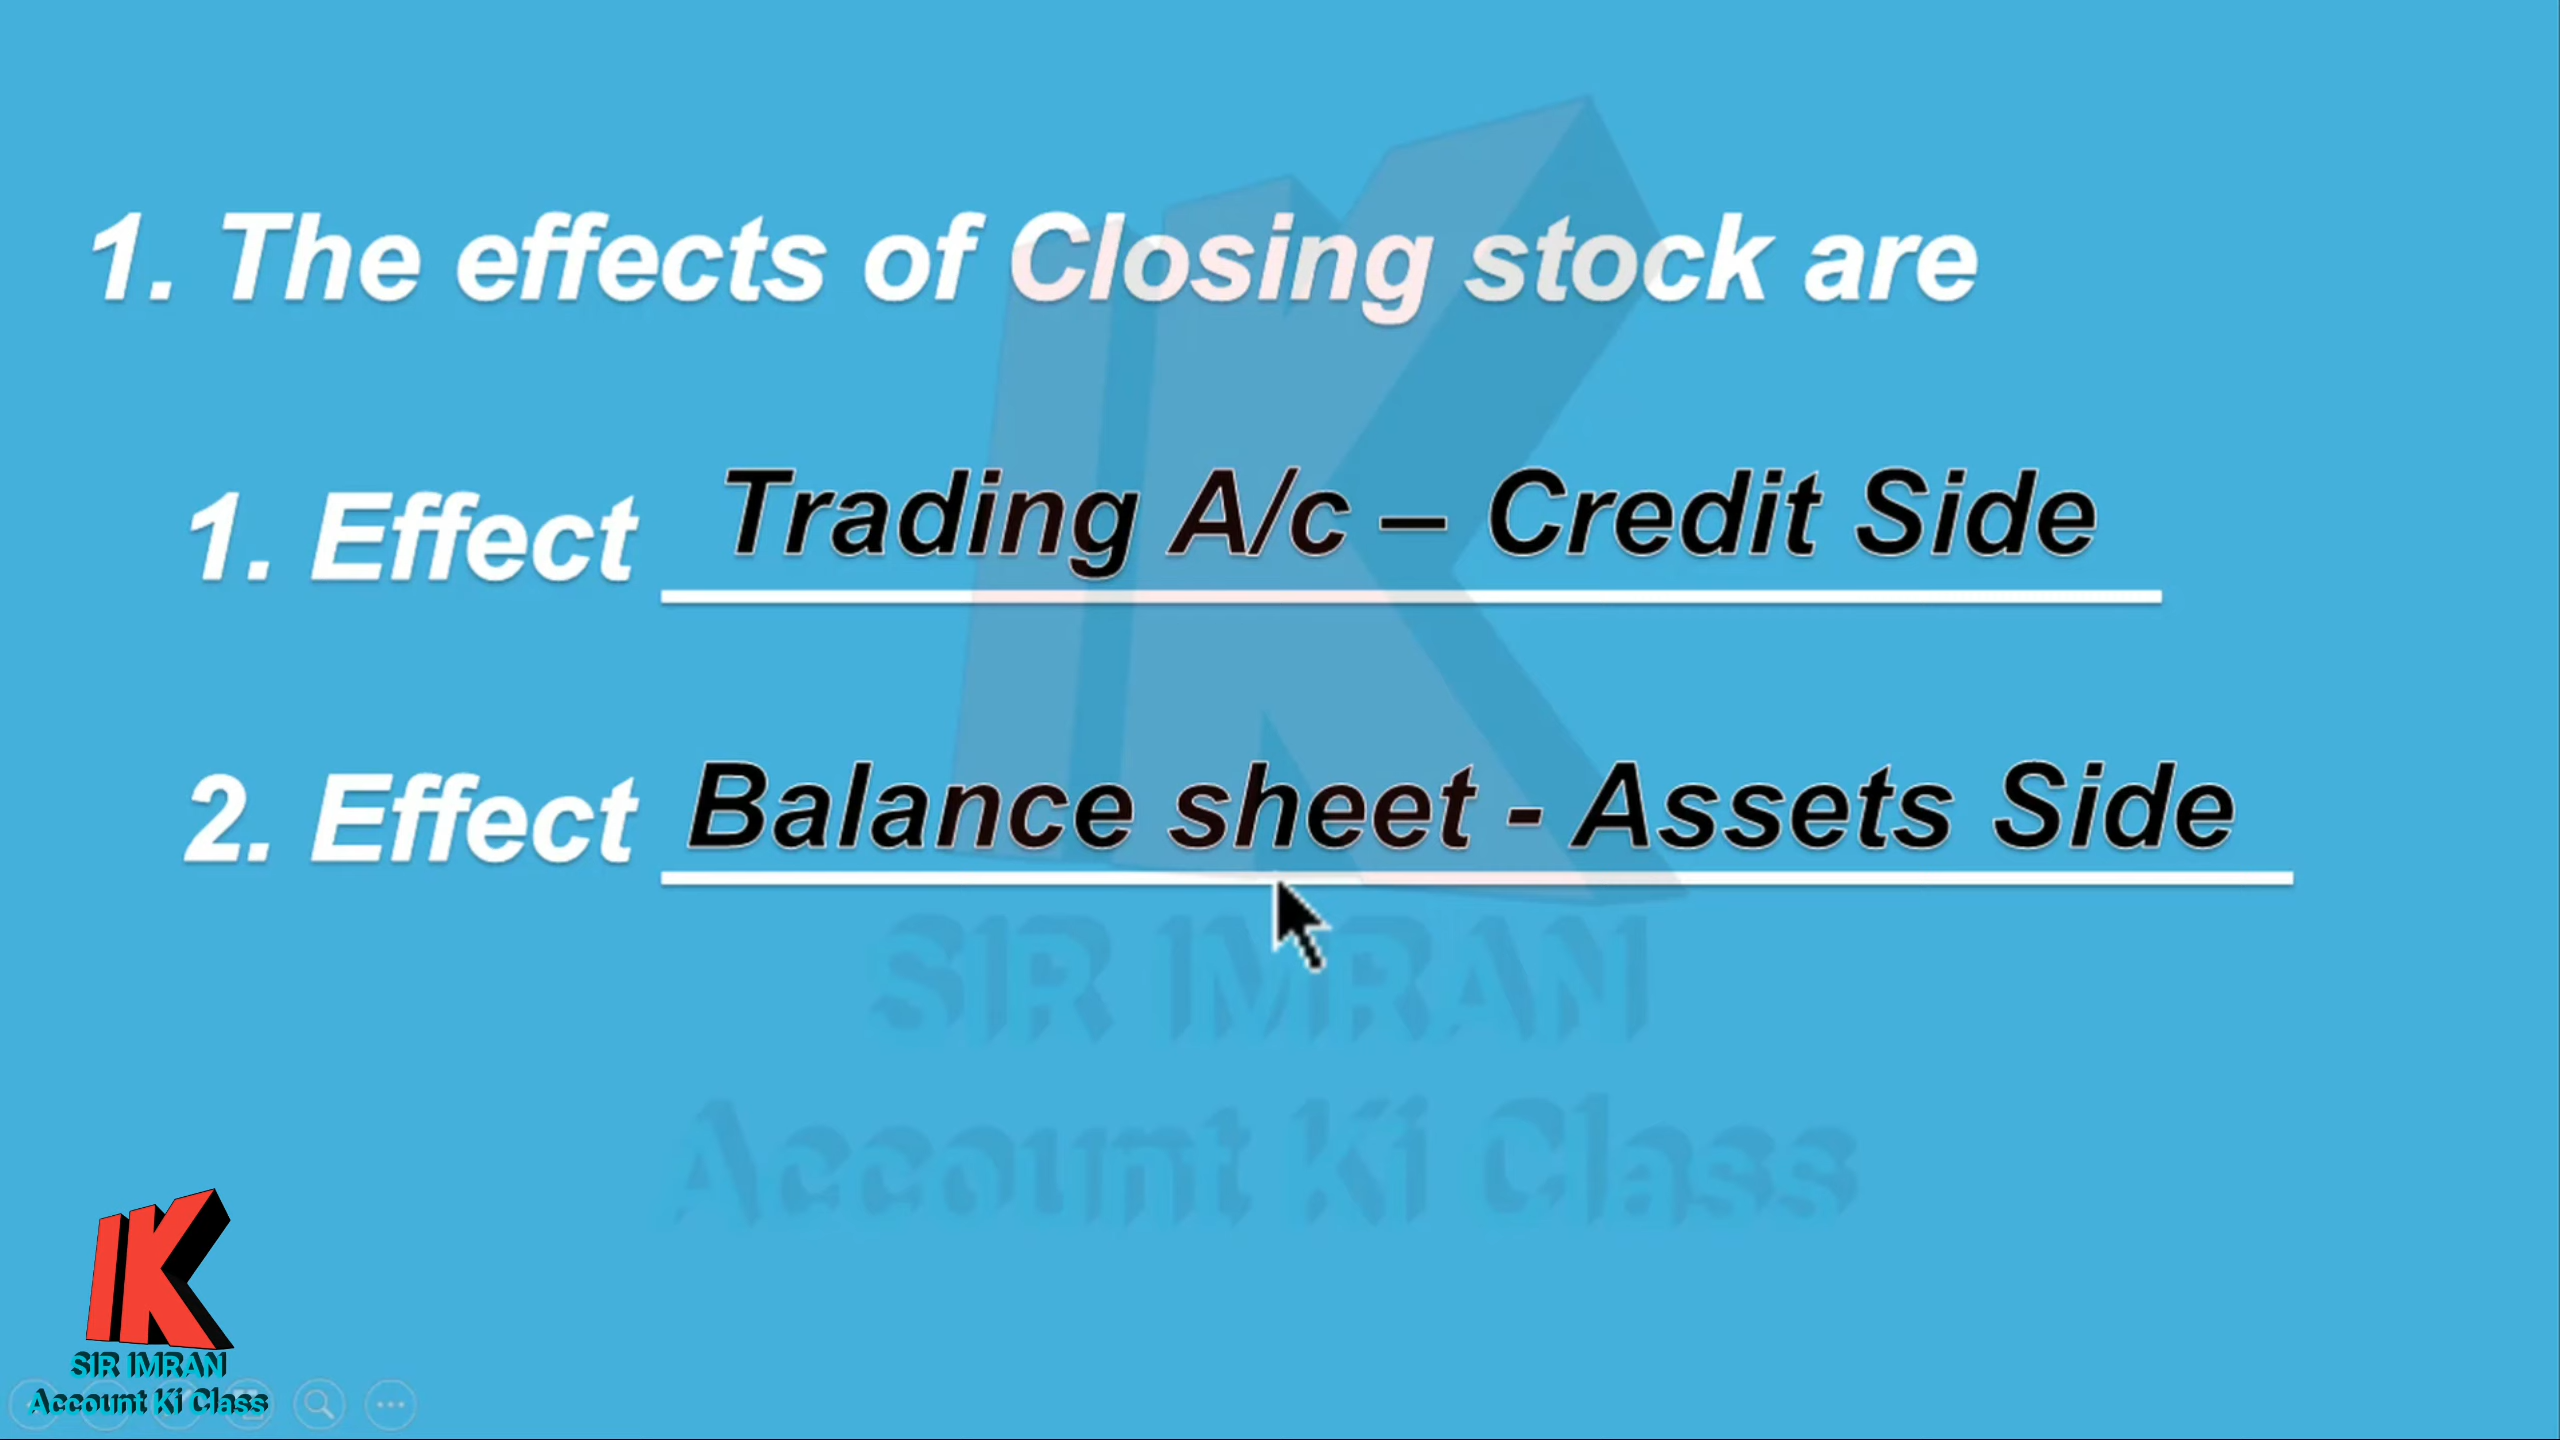 1. The effects of Closing stock are
1. Effect Trading A/c – Credit Side
2. Effect Balance sheet - Assets Side
SIR IMRAN
Account Ki Class
SIR IMRAN
Account Ki Class